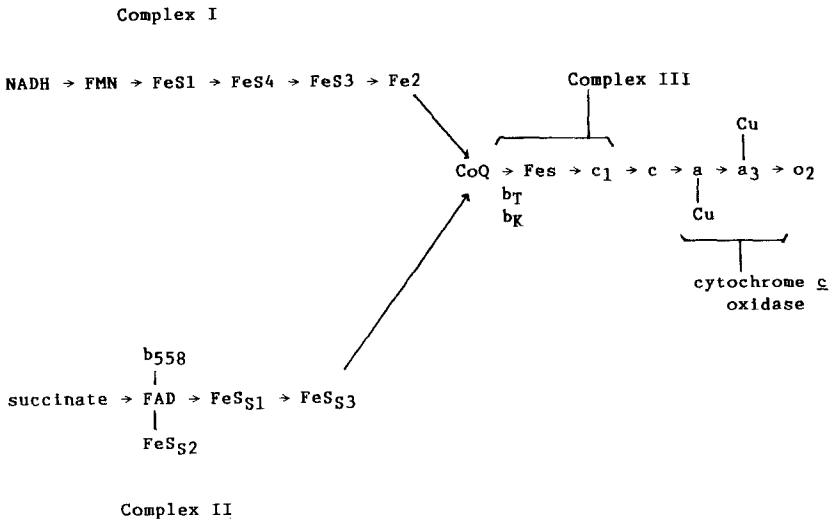 Complex I
NADH → FMN → FeS1 → FeS4 → FeS3 → Fe2
Complex III
Cu
CoQ → Fes → c1 → c → a → a3 → o2
bT
bK
Cu
cytochrome c
oxidase
b558
succinate → FAD → FeSS1 → FeSS3
FeSS2
Complex II